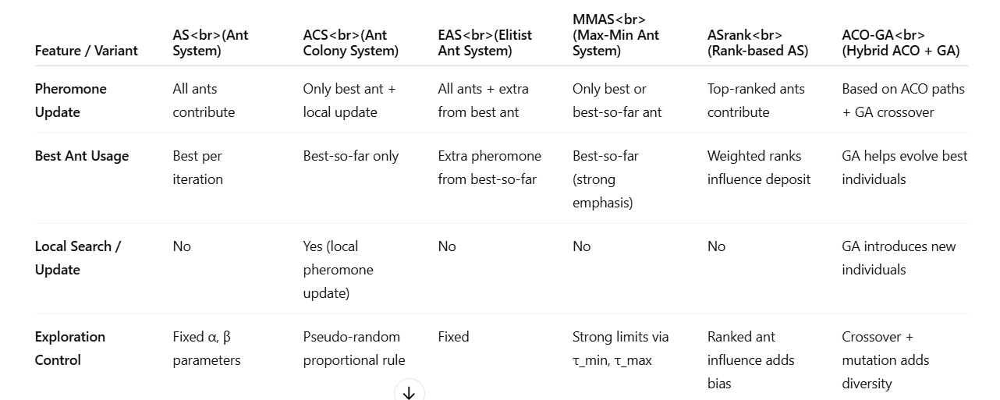 Feature / Variant
AS<br>(Ant
System)
ACS<br>(Ant
Colony System)
EAS<br>(Elitist
Ant System)
MMAS<br>
(Max-Min Ant
System)
ASrank<br>
(Rank-based AS)
ACO-GA<br>
(Hybrid ACO + GA)
Pheromone
Update
All ants
contribute
Only best ant +
local update
All ants + extra
from best ant
Only best or
best-so-far ant
Top-ranked ants
contribute
Based on ACO paths
+ GA crossover
Best Ant Usage
Best per
iteration
Best-so-far only
Extra pheromone
from best-so-far
Best-so-far
(strong
emphasis)
Weighted ranks
influence deposit
GA helps evolve best
individuals
Local Search /
Update
No
Yes (local
pheromone
update)
No
No
No
GA introduces new
individuals
Exploration
Control
Fixed α, β
parameters
Pseudo-random
proportional rule
Fixed
Strong limits via
τ_min, τ_max
Ranked ant
influence adds
bias
Crossover +
mutation adds
diversity